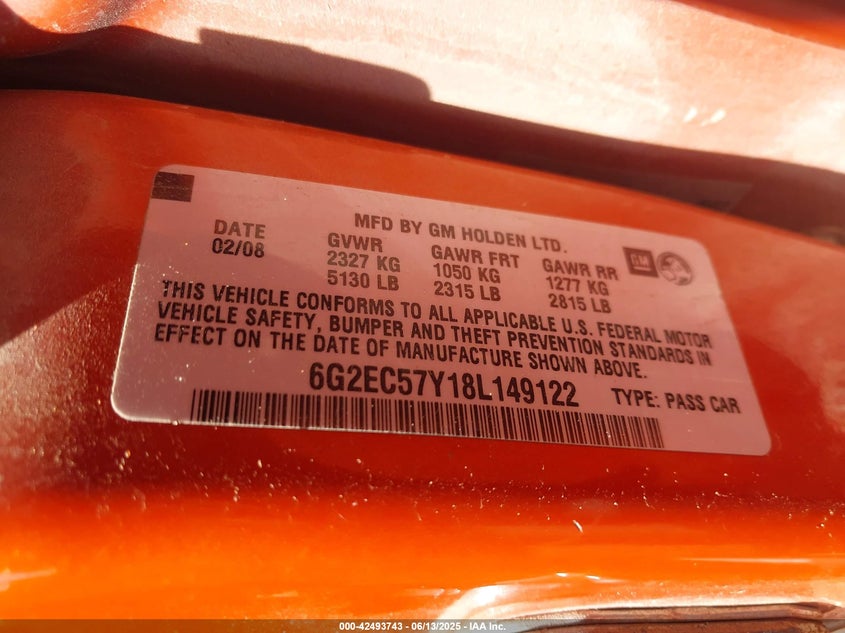 MFD BY GM HOLDEN LTD.
DATE GVWR GAWR FRT GAWR RR
02/08 2327 KG 1050 KG 1277 KG
5130 LB 2315 LB 2815 LB
GM
THIS VEHICLE CONFORMS TO ALL APPLICABLE U.S. FEDERAL MOTOR
VEHICLE SAFETY, BUMPER AND THEFT PREVENTION STANDARDS IN
EFFECT ON THE DATE OF MANUFACTURE SHOWN ABOVE.
6G2EC57Y18L149122 TYPE: PASS CAR
000-42493743 - 06/13/2025 - IAA Inc.